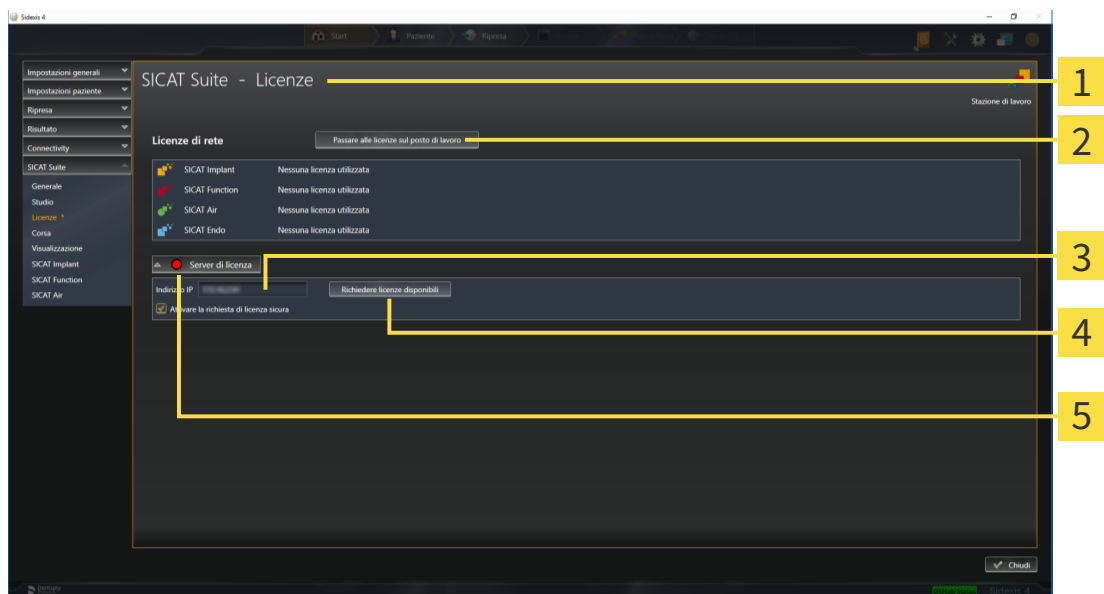 Sidexis 4
Start
Paziente
Ripresa
Impostazioni generali
Impostazioni paziente
Ripresa
Risultato
Connectivity
SICAT Suite
Generale
Studio
Licenze *
Corsa
Visualizzazione
SICAT Implant
SICAT Function
SICAT Air
SICAT Suite - Licenze
Stazione di lavoro
Licenze di rete
Passare alle licenze sul posto di lavoro
SICAT Implant Nessuna licenza utilizzata
SICAT Function Nessuna licenza utilizzata
SICAT Air Nessuna licenza utilizzata
SICAT Endo Nessuna licenza utilizzata
Server di licenza
Indirizzo IP
Richiedere licenze disponibili
Attivare la richiesta di licenza sicura
Chiudi
Sidexis 4
1
2
3
4
5